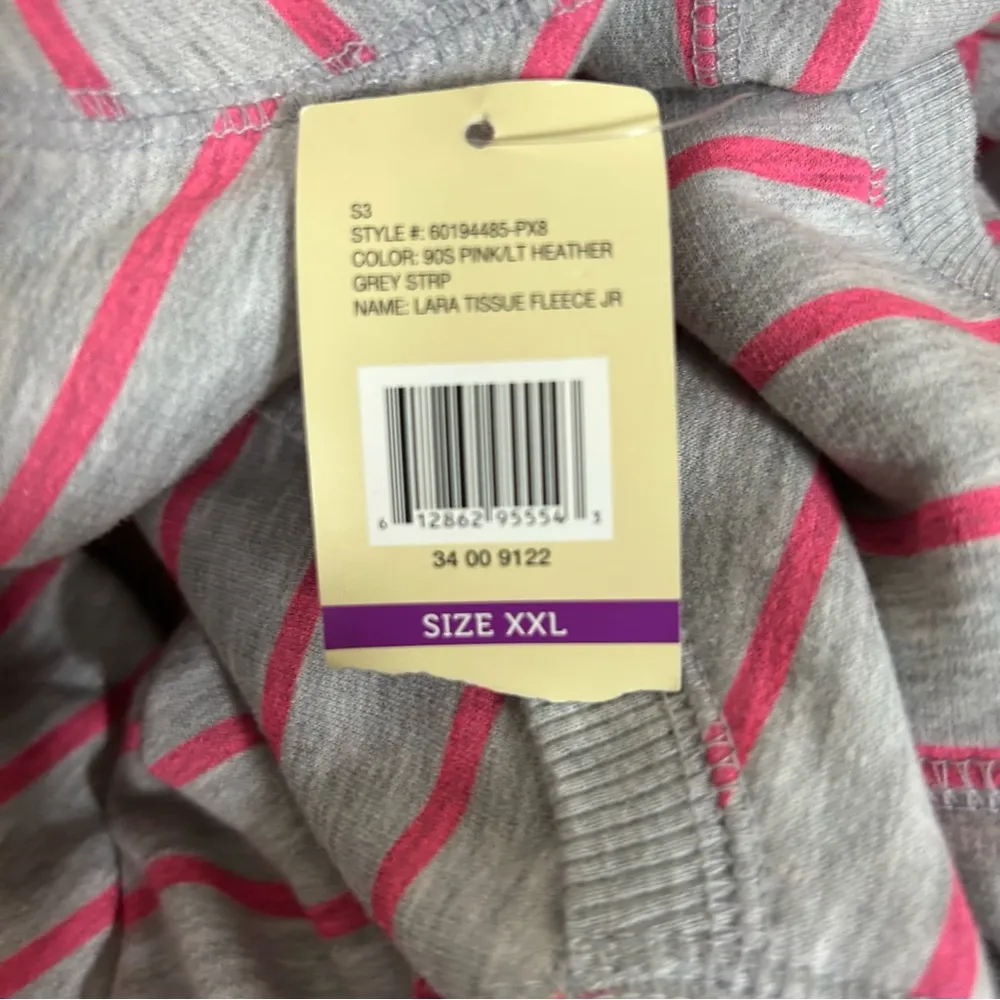 S3
STYLE #: 60194485-PX8
COLOR: 90S PINK/LT HEATHER
GREY STRP
NAME: LARA TISSUE FLEECE JR
6 12862 95554 3
34 00 9122
SIZE XXL